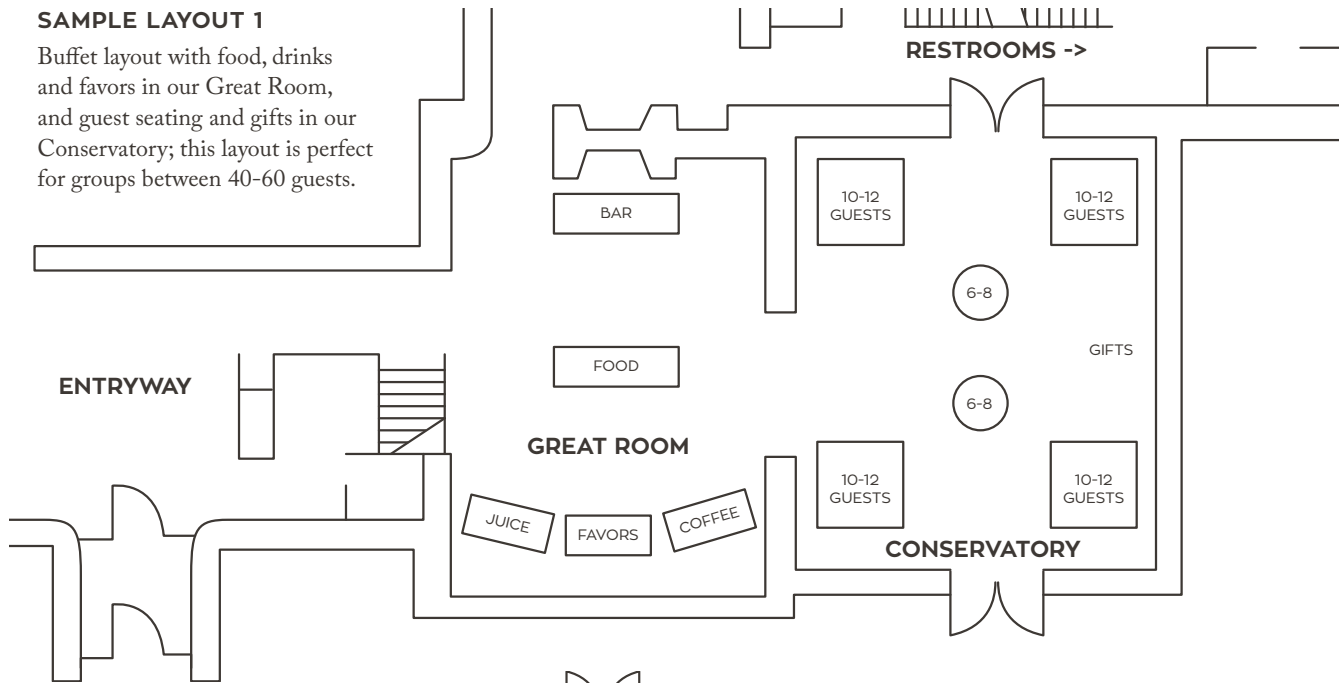 SAMPLE LAYOUT 1
Buffet layout with food, drinks
and favors in our Great Room,
and guest seating and gifts in our
Conservatory; this layout is perfect
for groups between 40-60 guests.
RESTROOMS ->
BAR
10-12
GUESTS
10-12
GUESTS
6-8
GIFTS
FOOD
ENTRYWAY
6-8
GREAT ROOM
10-12
GUESTS
10-12
GUESTS
JUICE
FAVORS
COFFEE
CONSERVATORY